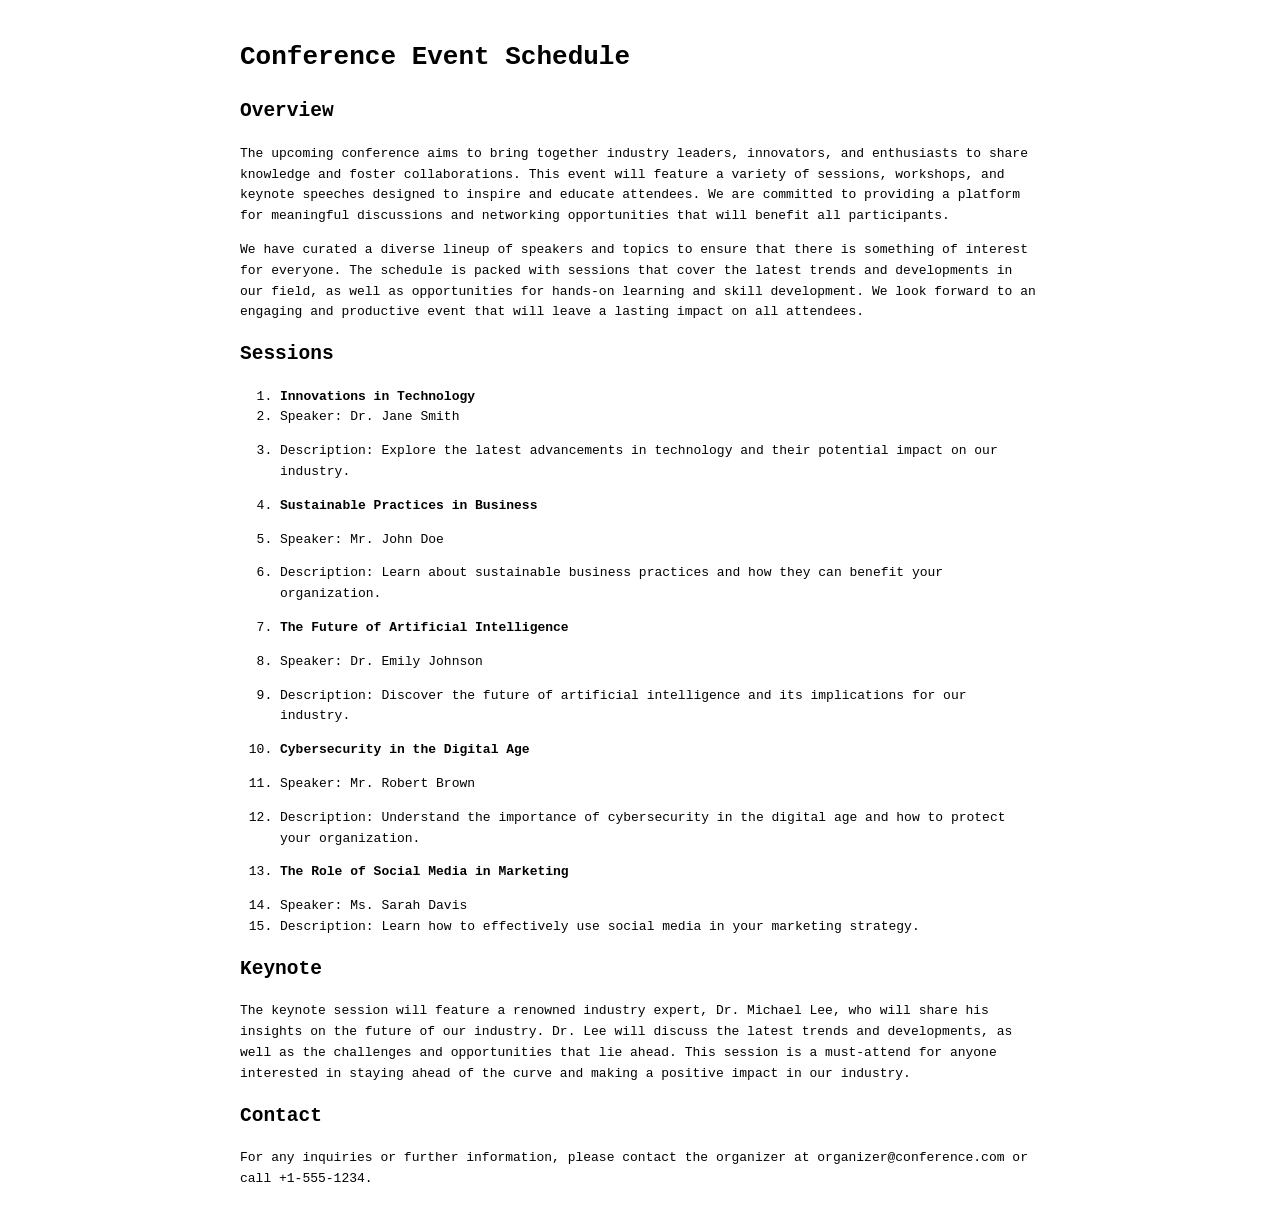 Conference Event Schedule
Overview
The upcoming conference aims to bring together industry leaders, innovators, and enthusiasts to share
knowledge and foster collaborations. This event will feature a variety of sessions, workshops, and
keynote speeches designed to inspire and educate attendees. We are committed to providing a platform
for meaningful discussions and networking opportunities that will benefit all participants.
We have curated a diverse lineup of speakers and topics to ensure that there is something of interest
for everyone. The schedule is packed with sessions that cover the latest trends and developments in
our field, as well as opportunities for hands-on learning and skill development. We look forward to an
engaging and productive event that will leave a lasting impact on all attendees.
Sessions
1. Innovations in Technology
2. Speaker: Dr. Jane Smith
3. Description: Explore the latest advancements in technology and their potential impact on our
industry.
4. Sustainable Practices in Business
5. Speaker: Mr. John Doe
6. Description: Learn about sustainable business practices and how they can benefit your
organization.
7. The Future of Artificial Intelligence
8. Speaker: Dr. Emily Johnson
9. Description: Discover the future of artificial intelligence and its implications for our
industry.
10. Cybersecurity in the Digital Age
11. Speaker: Mr. Robert Brown
12. Description: Understand the importance of cybersecurity in the digital age and how to protect
your organization.
13. The Role of Social Media in Marketing
14. Speaker: Ms. Sarah Davis
15. Description: Learn how to effectively use social media in your marketing strategy.
Keynote
The keynote session will feature a renowned industry expert, Dr. Michael Lee, who will share his
insights on the future of our industry. Dr. Lee will discuss the latest trends and developments, as
well as the challenges and opportunities that lie ahead. This session is a must-attend for anyone
interested in staying ahead of the curve and making a positive impact in our industry.
Contact
For any inquiries or further information, please contact the organizer at organizer@conference.com or
call +1-555-1234.